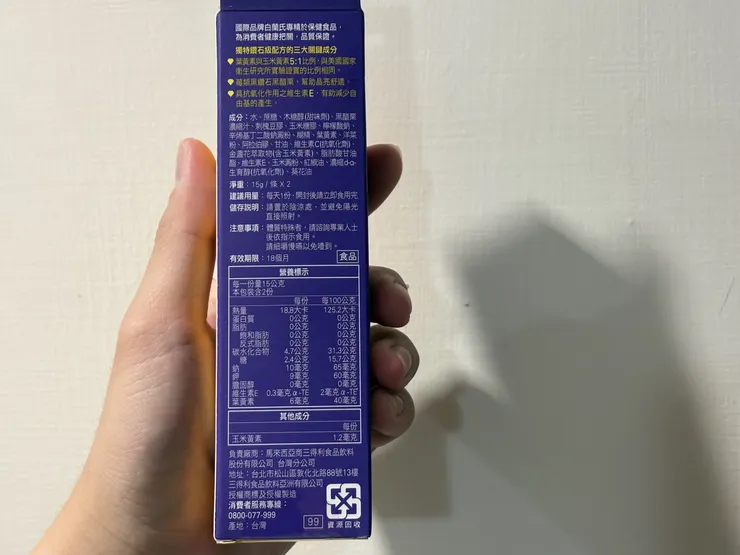 國際品牌白蘭氏專精於保健食品，
為消費者健康把關，品質保證。
獨特鑽石級配方的三大關鍵成分
葉黃素與玉米黃素5:1比例，與美國國家
衛生研究所實驗證實的比例相同。
莓類黑鑽石黑醋栗，幫助晶亮舒適。
具抗氧化作用之維生素E，有助減少自
由基的產生。
成分：水、蔗糖、木糖醇(甜味劑)、黑醋栗
濃縮汁、刺槐豆膠、玉米糖膠、檸檬酸鈉、
辛烯基丁二酸鈉澱粉、糊精、葉黃素、洋菜
粉、阿拉伯膠、甘油、維生素C(抗氧化劑)、
金盞花萃取物(含玉米黃素)、脂肪酸甘油
酯、維生素E、玉米澱粉、紅椒油、濃縮d-α-
生育醇(抗氧化劑)、葵花油
淨重：15g / 條 X 2
建議用量：每天1份，開封後請立即食用完
儲存說明：請置於陰涼處，並避免陽光
直接照射。
注意事項：體質特殊者，請諮詢專業人士
後依指示食用。
請細嚼慢嚥以免噎到。
有效期限：18個月 食品
營養標示
每一份量15公克
本包裝含2份
每份 每100公克
熱量 18.8大卡 125.2大卡
蛋白質 0公克 0公克
脂肪 0公克 0公克
飽和脂肪 0公克 0公克
反式脂肪 0公克 0公克
碳水化合物 4.7公克 31.3公克
糖 2.4公克 15.7公克
鈉 10毫克 65毫克
鉀 9毫克 60毫克
膽固醇 0毫克 0毫克
維生素E 0.3毫克 α-TE 2毫克 α-TE
葉黃素 6毫克 40毫克
其他成分
每份
玉米黃素 1.2毫克
負責廠商：馬來西亞商三得利食品飲料
股份有限公司 台灣分公司
地址：台北市松山區敦化北路88號13樓
三得利食品飲料亞洲有限公司
授權商標及授權製造
消費者服務專線：
0800-077-999
產地：台灣 99 資源回收